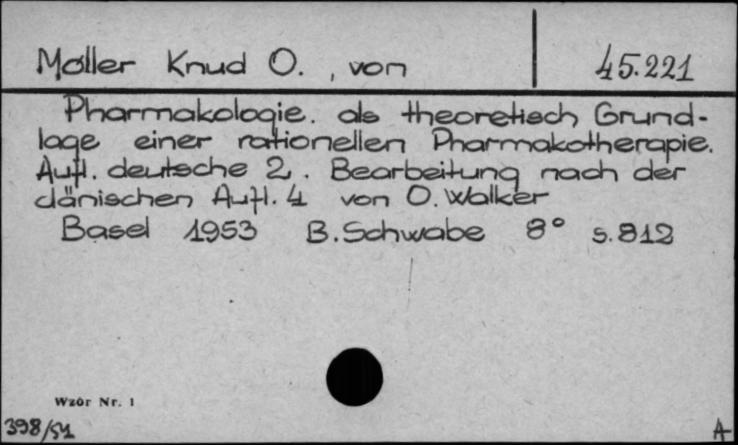 Møller Knud O. , von
45.221
Pharmakologie. als theoretisch Grund-
lage einer rationellen Pharmakotherapie.
Aufl. deutsche 2. Bearbeitung nach der
dänischen Aufl. 4 von O. Walker
Basel 1953 B. Schwabe 8° s. 812
Wzór Nr. 1
398/51
A